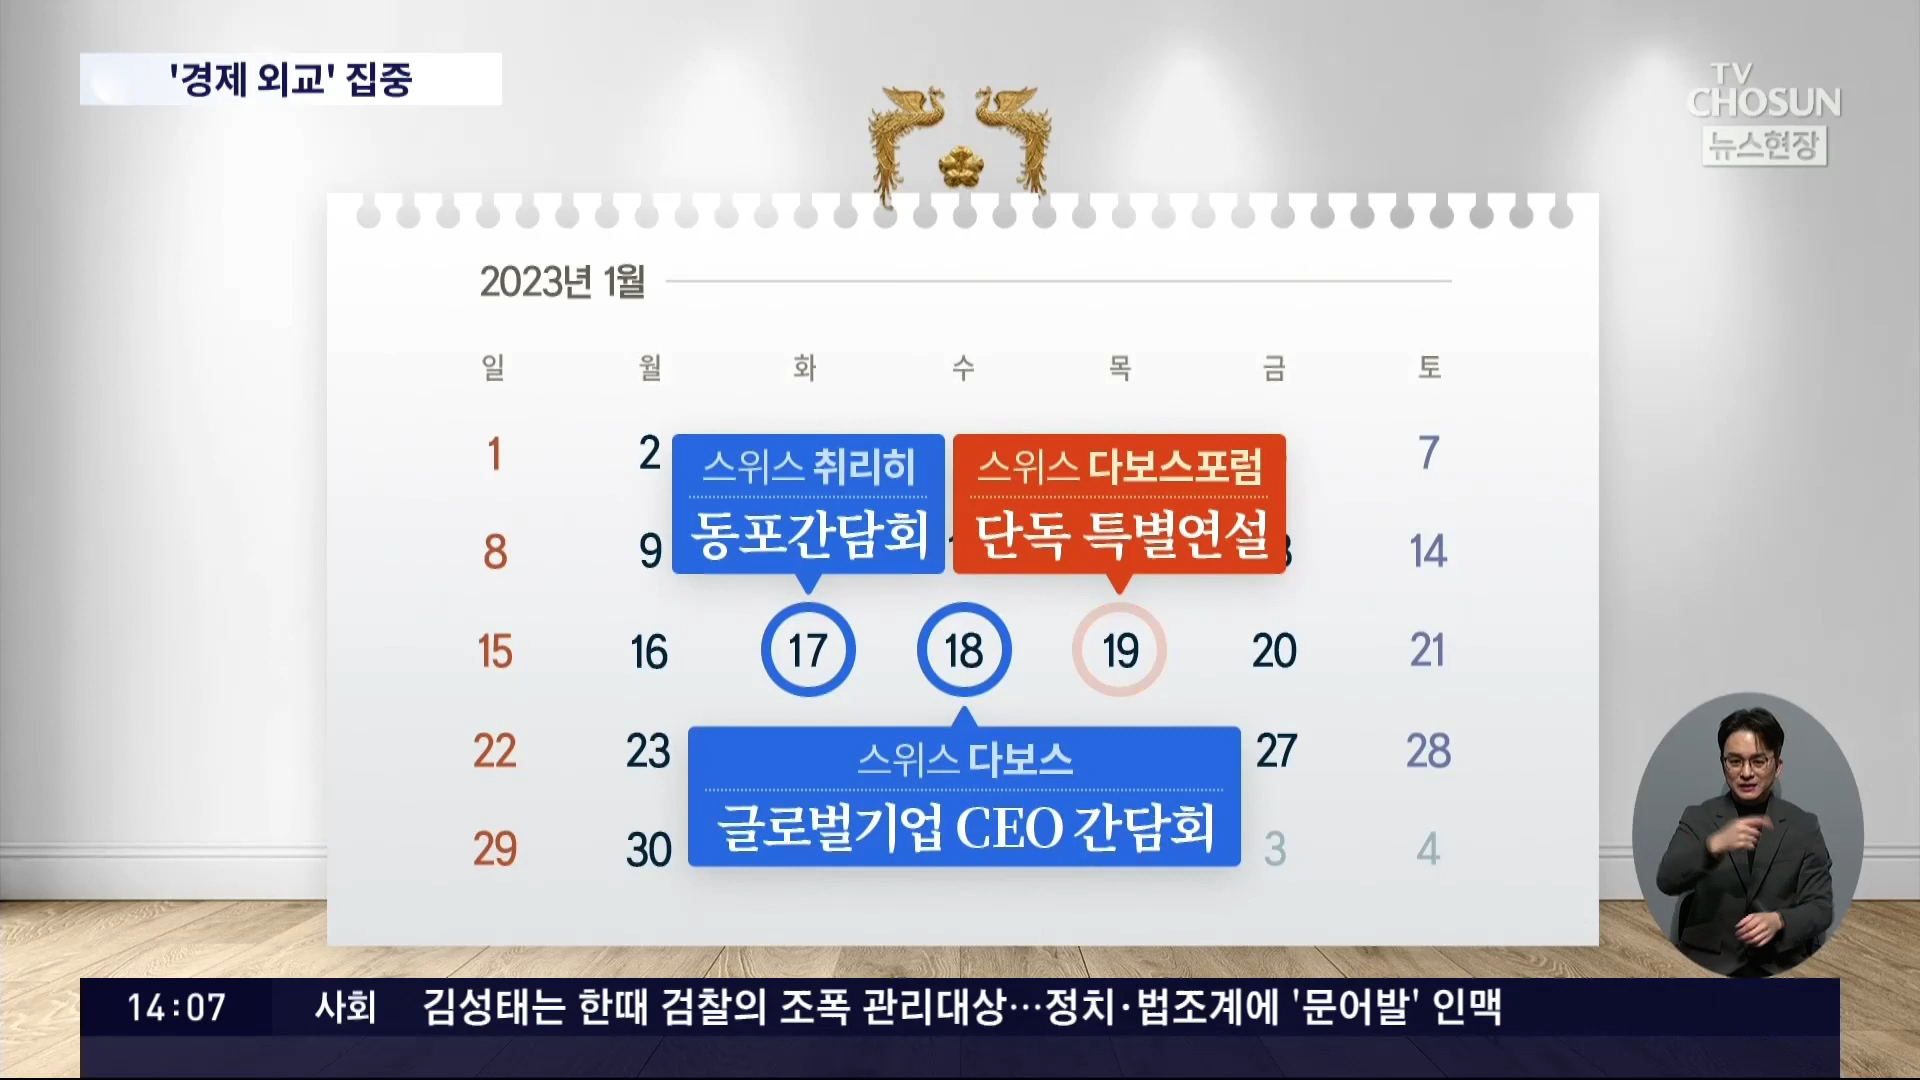 '경제 외교' 집중
TV
CHOSUN
뉴스현장
2023년 1월
일 월 화 수 목 금 토
1 2 7
스위스 취리히
동포간담회
스위스 다보스포럼
단독 특별연설
8 9 14
15 16 17 18 19 20 21
22 23 27 28
스위스 다보스
글로벌기업 CEO 간담회
29 30 3 4
14:07 사회 김성태는 한때 검찰의 조폭 관리대상…정치·법조계에 '문어발' 인맥